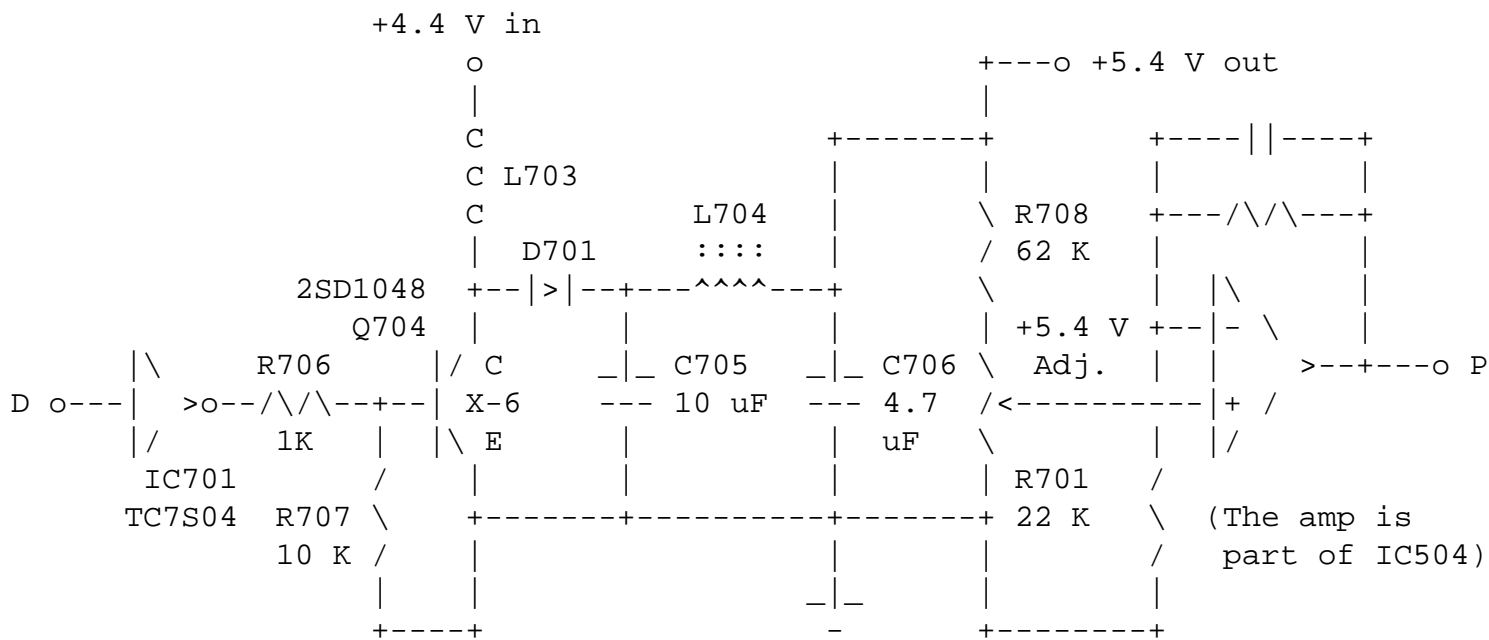 +4.4 V in
+5.4 V out
L703
L704
R708
D701
62 K
2SD1048
Q704
+5.4 V
-
R706
C
C705
C706
Adj.
P
D
X-6
10 uF
4.7
+
1K
E
uF
IC701
R701
TC7S04
R707
22 K
(The amp is
10 K
part of IC504)